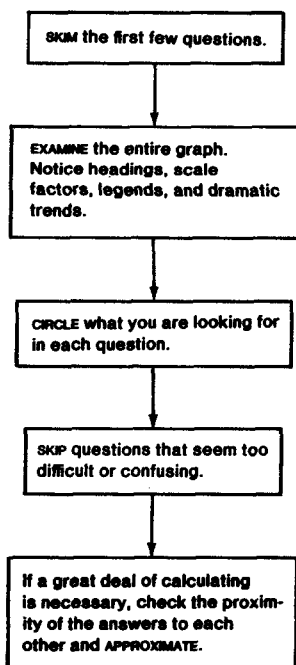 SKIM the first few questions.
EXAMINE the entire graph.
Notice headings, scale
factors, legends, and dramatic
trends.
CIRCLE what you are looking for
in each question.
SKIP questions that seem too
difficult or confusing.
If a great deal of calculating
is necessary, check the proxim-
ity of the answers to each
other and APPROXIMATE.